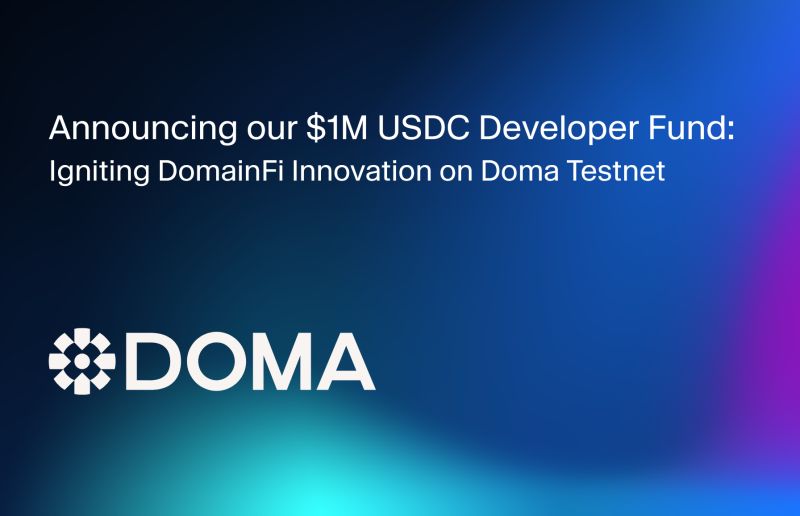 Announcing our $1M USDC Developer Fund:
Igniting DomainFi Innovation on Doma Testnet
DOMA